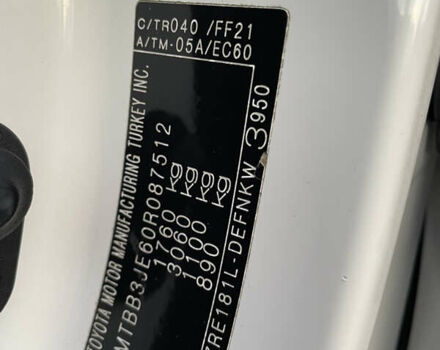 TOYOTA MOTOR MANUFACTURING TURKEY INC.
MTBB3JE60R087512
1760 kg
3060 kg
1100 kg
890 kg
ZRE181L-DEFNKW 3950
C/TR040 /FF21
A/TM-05A/EC60